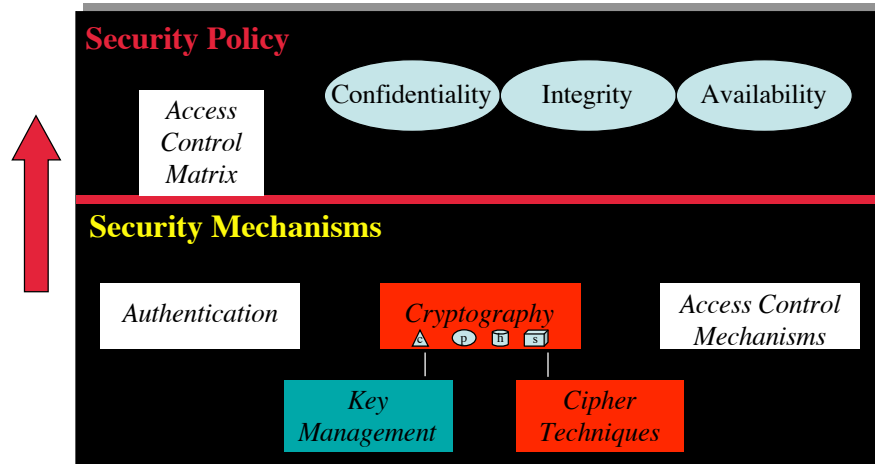 Security Policy
Confidentiality
Integrity
Availability
Access
Control
Matrix
Security Mechanisms
Authentication
Cryptography
c p h s
Access Control
Mechanisms
Key
Management
Cipher
Techniques